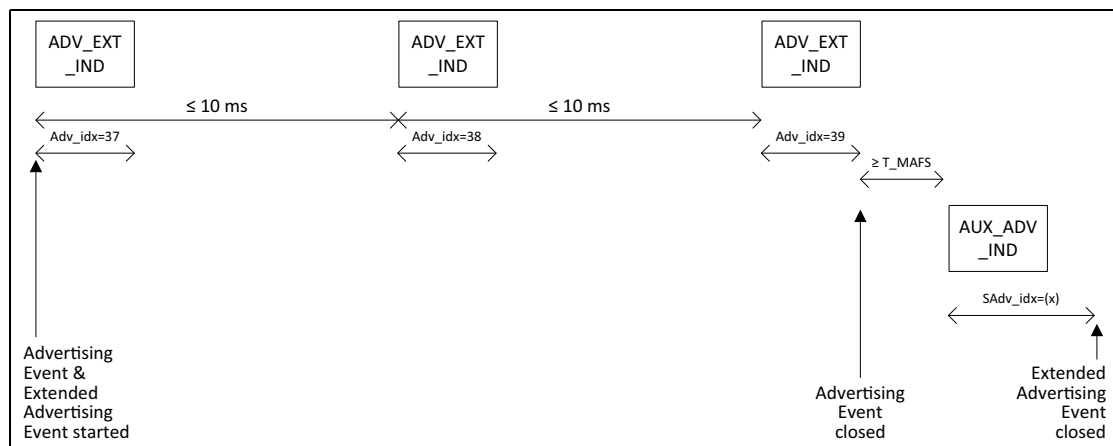 ADV_EXT
_IND
ADV_EXT
_IND
ADV_EXT
_IND
≤ 10 ms
≤ 10 ms
Adv_idx=37
Adv_idx=38
Adv_idx=39
≥ T_MAFS
AUX_ADV
_IND
SAdv_idx=(x)
Advertising
Event &
Extended
Advertising
Event started
Advertising
Event
closed
Extended
Advertising
Event
closed